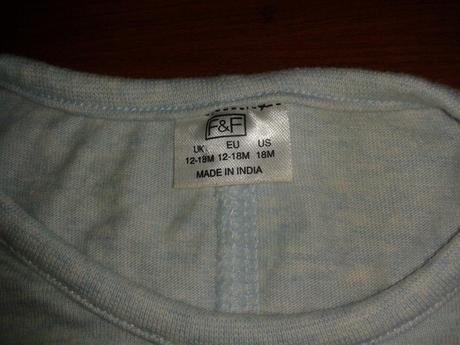 F&F
UK EU US
12-18M 12-18M 18M
MADE IN INDIA